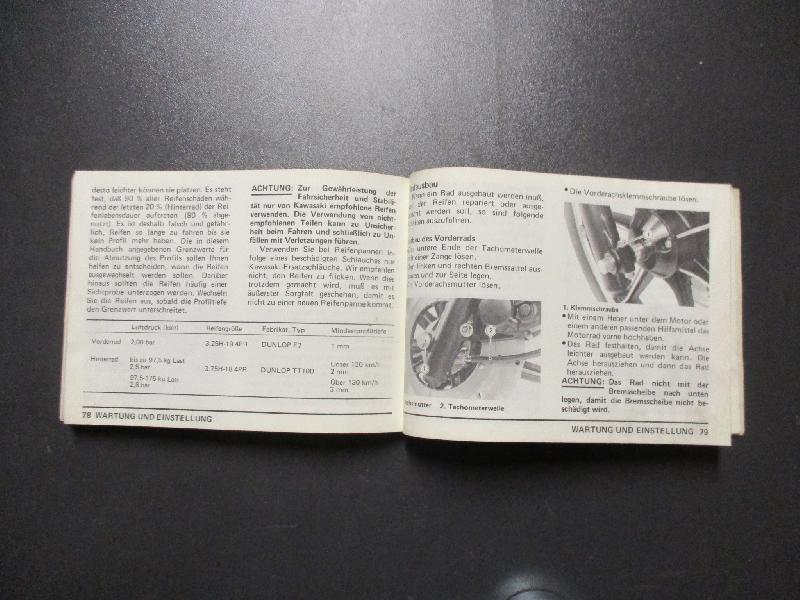 desto leichter können sie platzen. Es steht
fest, daß 90 % aller Reifenschäden wäh-
rend der letzten 20 % (Hinterrad) der Rei
fenlebensdauer auftreten (80 % abge-
nutzt). Es ist deshalb falsch und gefähr-
lich, Reifen so lange zu fahren bis sie
kein Profil mehr haben. Die in diesem
Handbuch angegebenen Grenzwerte für
die Abnutzung des Profils sollen Ihnen
helfen zu entscheiden, wann die Reifen
ausgewechselt werden sollen. Darüber
hinaus sollten die Reifen häufig einer
Sichtprobe unterzogen werden. Wechseln
Sie die Reifen aus, sobald die Profiltiefe
den Grenzwert unterschreitet.
ACHTUNG: Zur Gewährleistung der
Fahrsicherheit und Stabili-
tät nur von Kawasaki empfohlene Reifen
verwenden. Die Verwendung von nicht-
empfohlenen Teilen kann zu Unsicher-
heit beim Fahren und schließlich zu Un-
fällen mit Verletzungen führen.
Verwenden Sie bei Reifenpannen in-
folge eines beschädigten Schlauches nur
Kawasaki-Ersatzschläuche. Wir empfehlen
nicht, den Reifen zu flicken. Wenn dies
trotzdem gemacht wird, muß es mit
äußerster Sorgfalt geschehen, damit es
nicht zu einer neuen Reifenpanne kommt.
Luftdruck (kalt) Reifengröße Fabrikat, Typ Mindestprofiltiefe
Vorderrad 2,00 bar 3.25H-19 4PR DUNLOP F7 1 mm
Hinterrad Bis zu 97,5 kg Last
2,5 bar
97,5-175 kg Last
2,8 bar
3.75H-18 4PR DUNLOP TT100
Unter 130 km/h
2 mm
Über 130 km/h
3 mm
78 WARTUNG UND EINSTELLUNG
ein Rad ausgebaut werden muß,
der Reifen repariert oder ausge-
werden soll, so sind folgende
auszuführen.
des Vorderrads
untere Ende der Tachometerwelle
einer Zange lösen.
linken und rechten Bremssattel aus-
und zur Seite legen.
Vorderachsmutter lösen.
2. Tachometerwelle
• Die Vorderachsklemmschraube lösen.
1. Klemmschraube
• Mit einem Heber unter dem Motor oder
einem anderen passenden Hilfsmittel das
Motorrad vorne hochheben.
• Das Rad festhalten, damit die Achse
leichter ausgebaut werden kann. Die
Achse herausziehen und dann das Rad
herausziehen.
ACHTUNG: Das Rad nicht mit der
Bremsscheibe nach unten
legen, damit die Bremsscheibe nicht be-
schädigt wird.
WARTUNG UND EINSTELLUNG 79